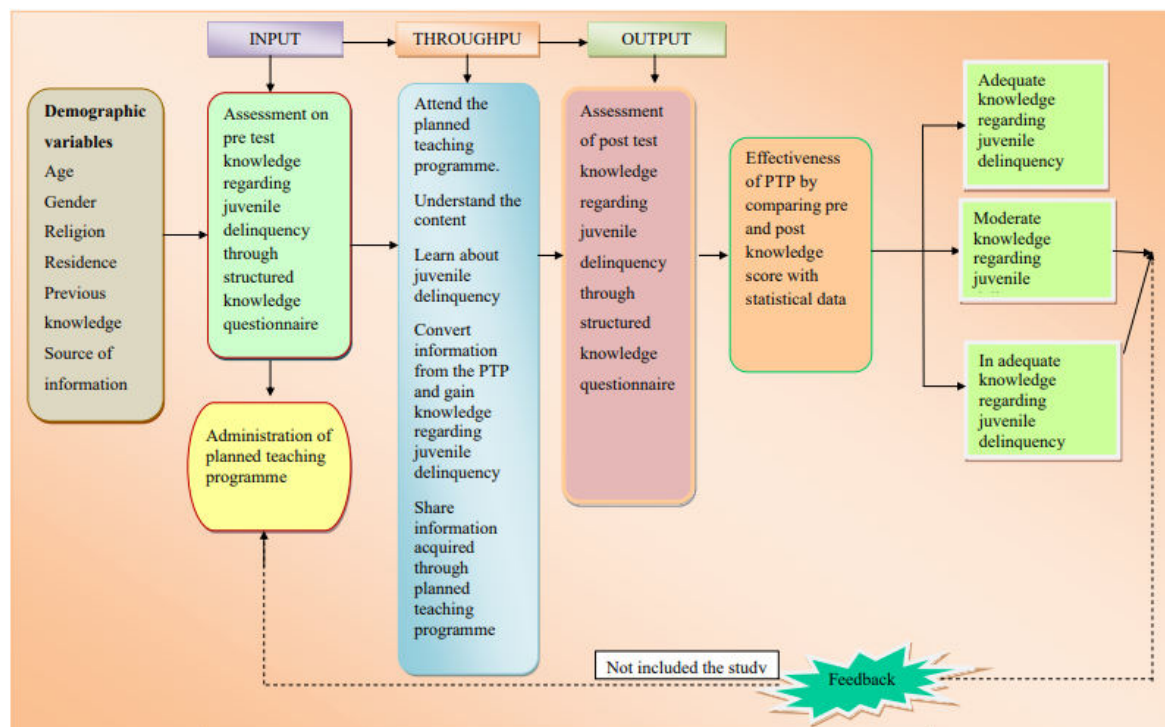 INPUT
THROUGHPU
OUTPUT
Demographic
variables
Age
Gender
Religion
Residence
Previous
knowledge
Source of
information
Assessment on
pre test
knowledge
regarding
juvenile
delinquency
through
structured
knowledge
questionnaire
Administration of
planned teaching
programme
Attend the
planned
teaching
programme.
Understand the
content
Learn about
juvenile
delinquency
Convert
information
from the PTP
and gain
knowledge
regarding
juvenile
delinquency
Share
information
acquired
through
planned
teaching
programme
Assessment
of post test
knowledge
regarding
juvenile
delinquency
through
structured
knowledge
questionnaire
Effectiveness
of PTP by
comparing pre
and post
knowledge
score with
statistical data
Adequate
knowledge
regarding
juvenile
delinquency
Moderate
knowledge
regarding
juvenile
In adequate
knowledge
regarding
juvenile
delinquency
Not included the study
Feedback